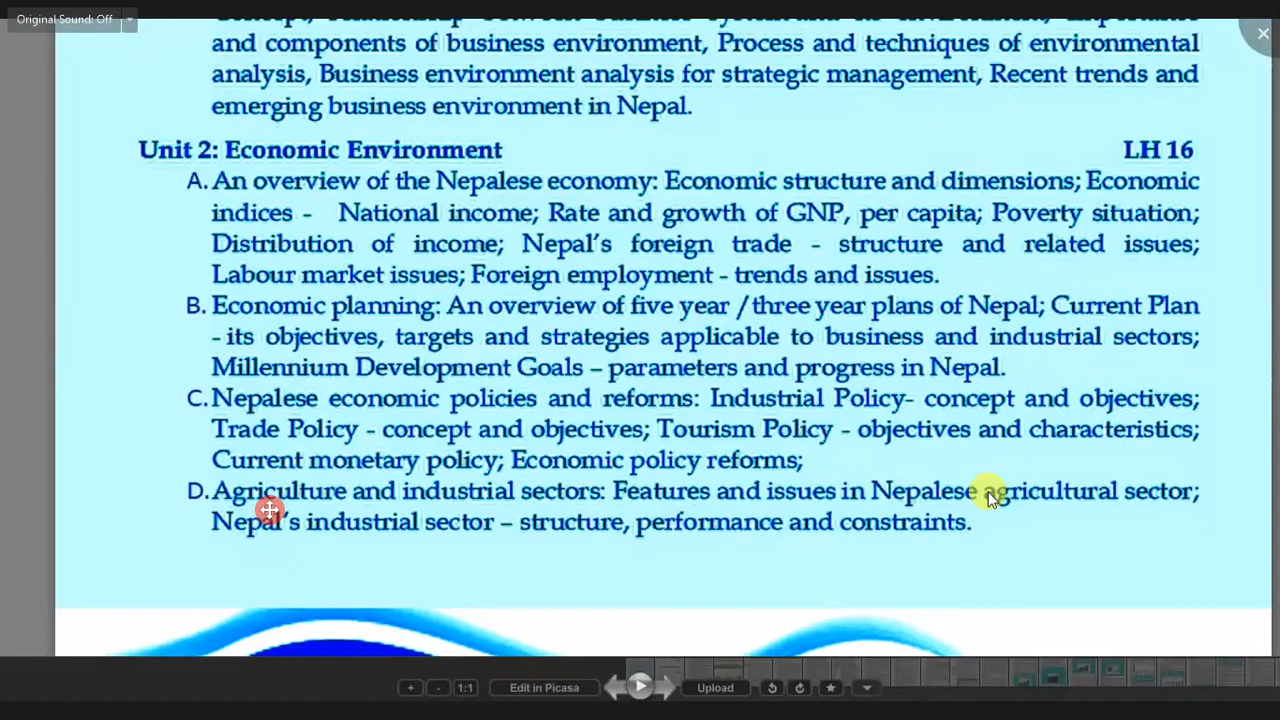 Original Sound: Off
and components of business environment, Process and techniques of environmental
analysis, Business environment analysis for strategic management, Recent trends and
emerging business environment in Nepal.
Unit 2: Economic Environment LH 16
A. An overview of the Nepalese economy: Economic structure and dimensions; Economic
indices - National income; Rate and growth of GNP, per capita; Poverty situation;
Distribution of income; Nepal's foreign trade - structure and related issues;
Labour market issues; Foreign employment - trends and issues.
B. Economic planning: An overview of five year /three year plans of Nepal; Current Plan
- its objectives, targets and strategies applicable to business and industrial sectors;
Millennium Development Goals – parameters and progress in Nepal.
C. Nepalese economic policies and reforms: Industrial Policy- concept and objectives;
Trade Policy - concept and objectives; Tourism Policy - objectives and characteristics;
Current monetary policy; Economic policy reforms;
D. Agriculture and industrial sectors: Features and issues in Nepalese agricultural sector;
Nepal's industrial sector – structure, performance and constraints.
1:1 Edit in Picasa Upload